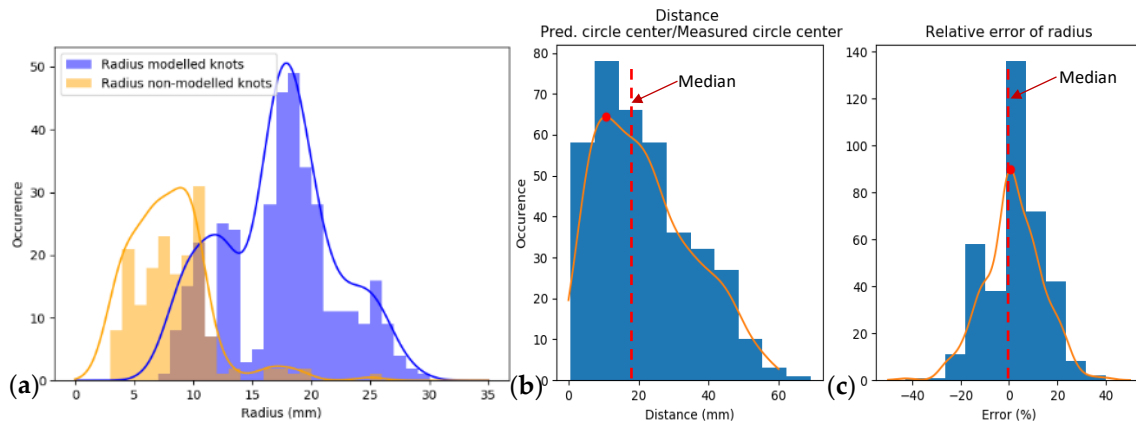 Radius modelled knots
Radius non-modelled knots
50
40
30
20
10
0
Occurence
0 5 10 15 20 25 30 35
Radius (mm)
(a)
Distance
Pred. circle center/Measured circle center
Median
80
70
60
50
40
30
20
10
0
Occurence
0 20 40 60
Distance (mm)
(b)
Relative error of radius
Median
140
120
100
80
60
40
20
0
−40 −20 0 20 40
Error (%)
(c)